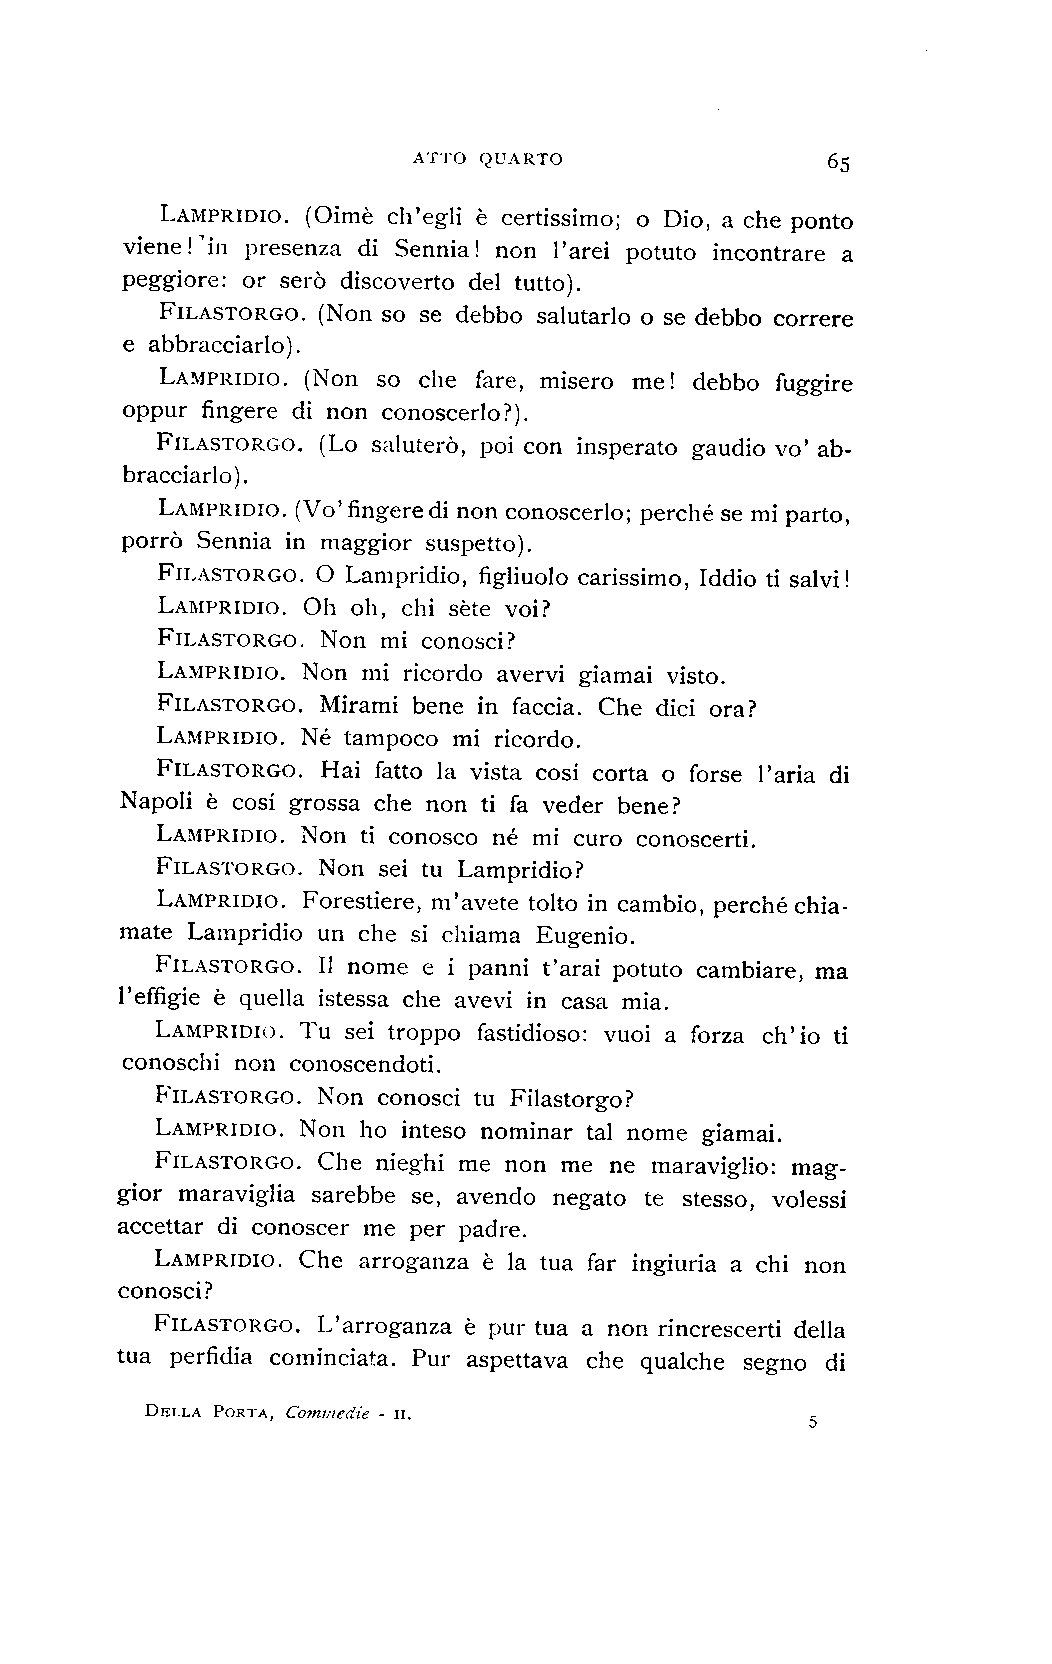 ATTO QUARTO 65
LAMPRIDIO. (Oimè ch'egli è certissimo; o Dio, a che ponto
viene! in presenza di Sennia! non l'arei potuto incontrare a
peggiore: or serò discoverto del tutto).
FILASTORGO. (Non so se debbo salutarlo o se debbo correre
e abbracciarlo).
LAMPRIDIO. (Non so che fare, misero me! debbo fuggire
oppur fingere di non conoscerlo?).
FILASTORGO. (Lo saluterò, poi con insperato gaudio vo' ab-
bracciarlo).
LAMPRIDIO. (Vo' fingere di non conoscerlo; perché se mi parto,
porrò Sennia in maggior suspetto).
FILASTORGO. O Lampridio, figliuolo carissimo, Iddio ti salvi!
LAMPRIDIO. Oh oh, chi sète voi?
FILASTORGO. Non mi conosci?
LAMPRIDIO. Non mi ricordo avervi giamai visto.
FILASTORGO. Mirami bene in faccia. Che dici ora?
LAMPRIDIO. Né tampoco mi ricordo.
FILASTORGO. Hai fatto la vista cosí corta o forse l'aria di
Napoli è cosí grossa che non ti fa veder bene?
LAMPRIDIO. Non ti conosco né mi curo conoscerti.
FILASTORGO. Non sei tu Lampridio?
LAMPRIDIO. Forestiere, m'avete tolto in cambio, perché chia-
mate Lampridio un che si chiama Eugenio.
FILASTORGO. Il nome e i panni t'arai potuto cambiare, ma
l'effigie è quella istessa che avevi in casa mia.
LAMPRIDIO. Tu sei troppo fastidioso: vuoi a forza ch'io ti
conoschi non conoscendoti.
FILASTORGO. Non conosci tu Filastorgo?
LAMPRIDIO. Non ho inteso nominar tal nome giamai.
FILASTORGO. Che nieghi me non me ne maraviglio: mag-
gior maraviglia sarebbe se, avendo negato te stesso, volessi
accettar di conoscer me per padre.
LAMPRIDIO. Che arroganza è la tua far ingiuria a chi non
conosci?
FILASTORGO. L'arroganza è pur tua a non rincrescerti della
tua perfidia cominciata. Pur aspettava che qualche segno di
DELLA PORTA, Commedie - II. 5